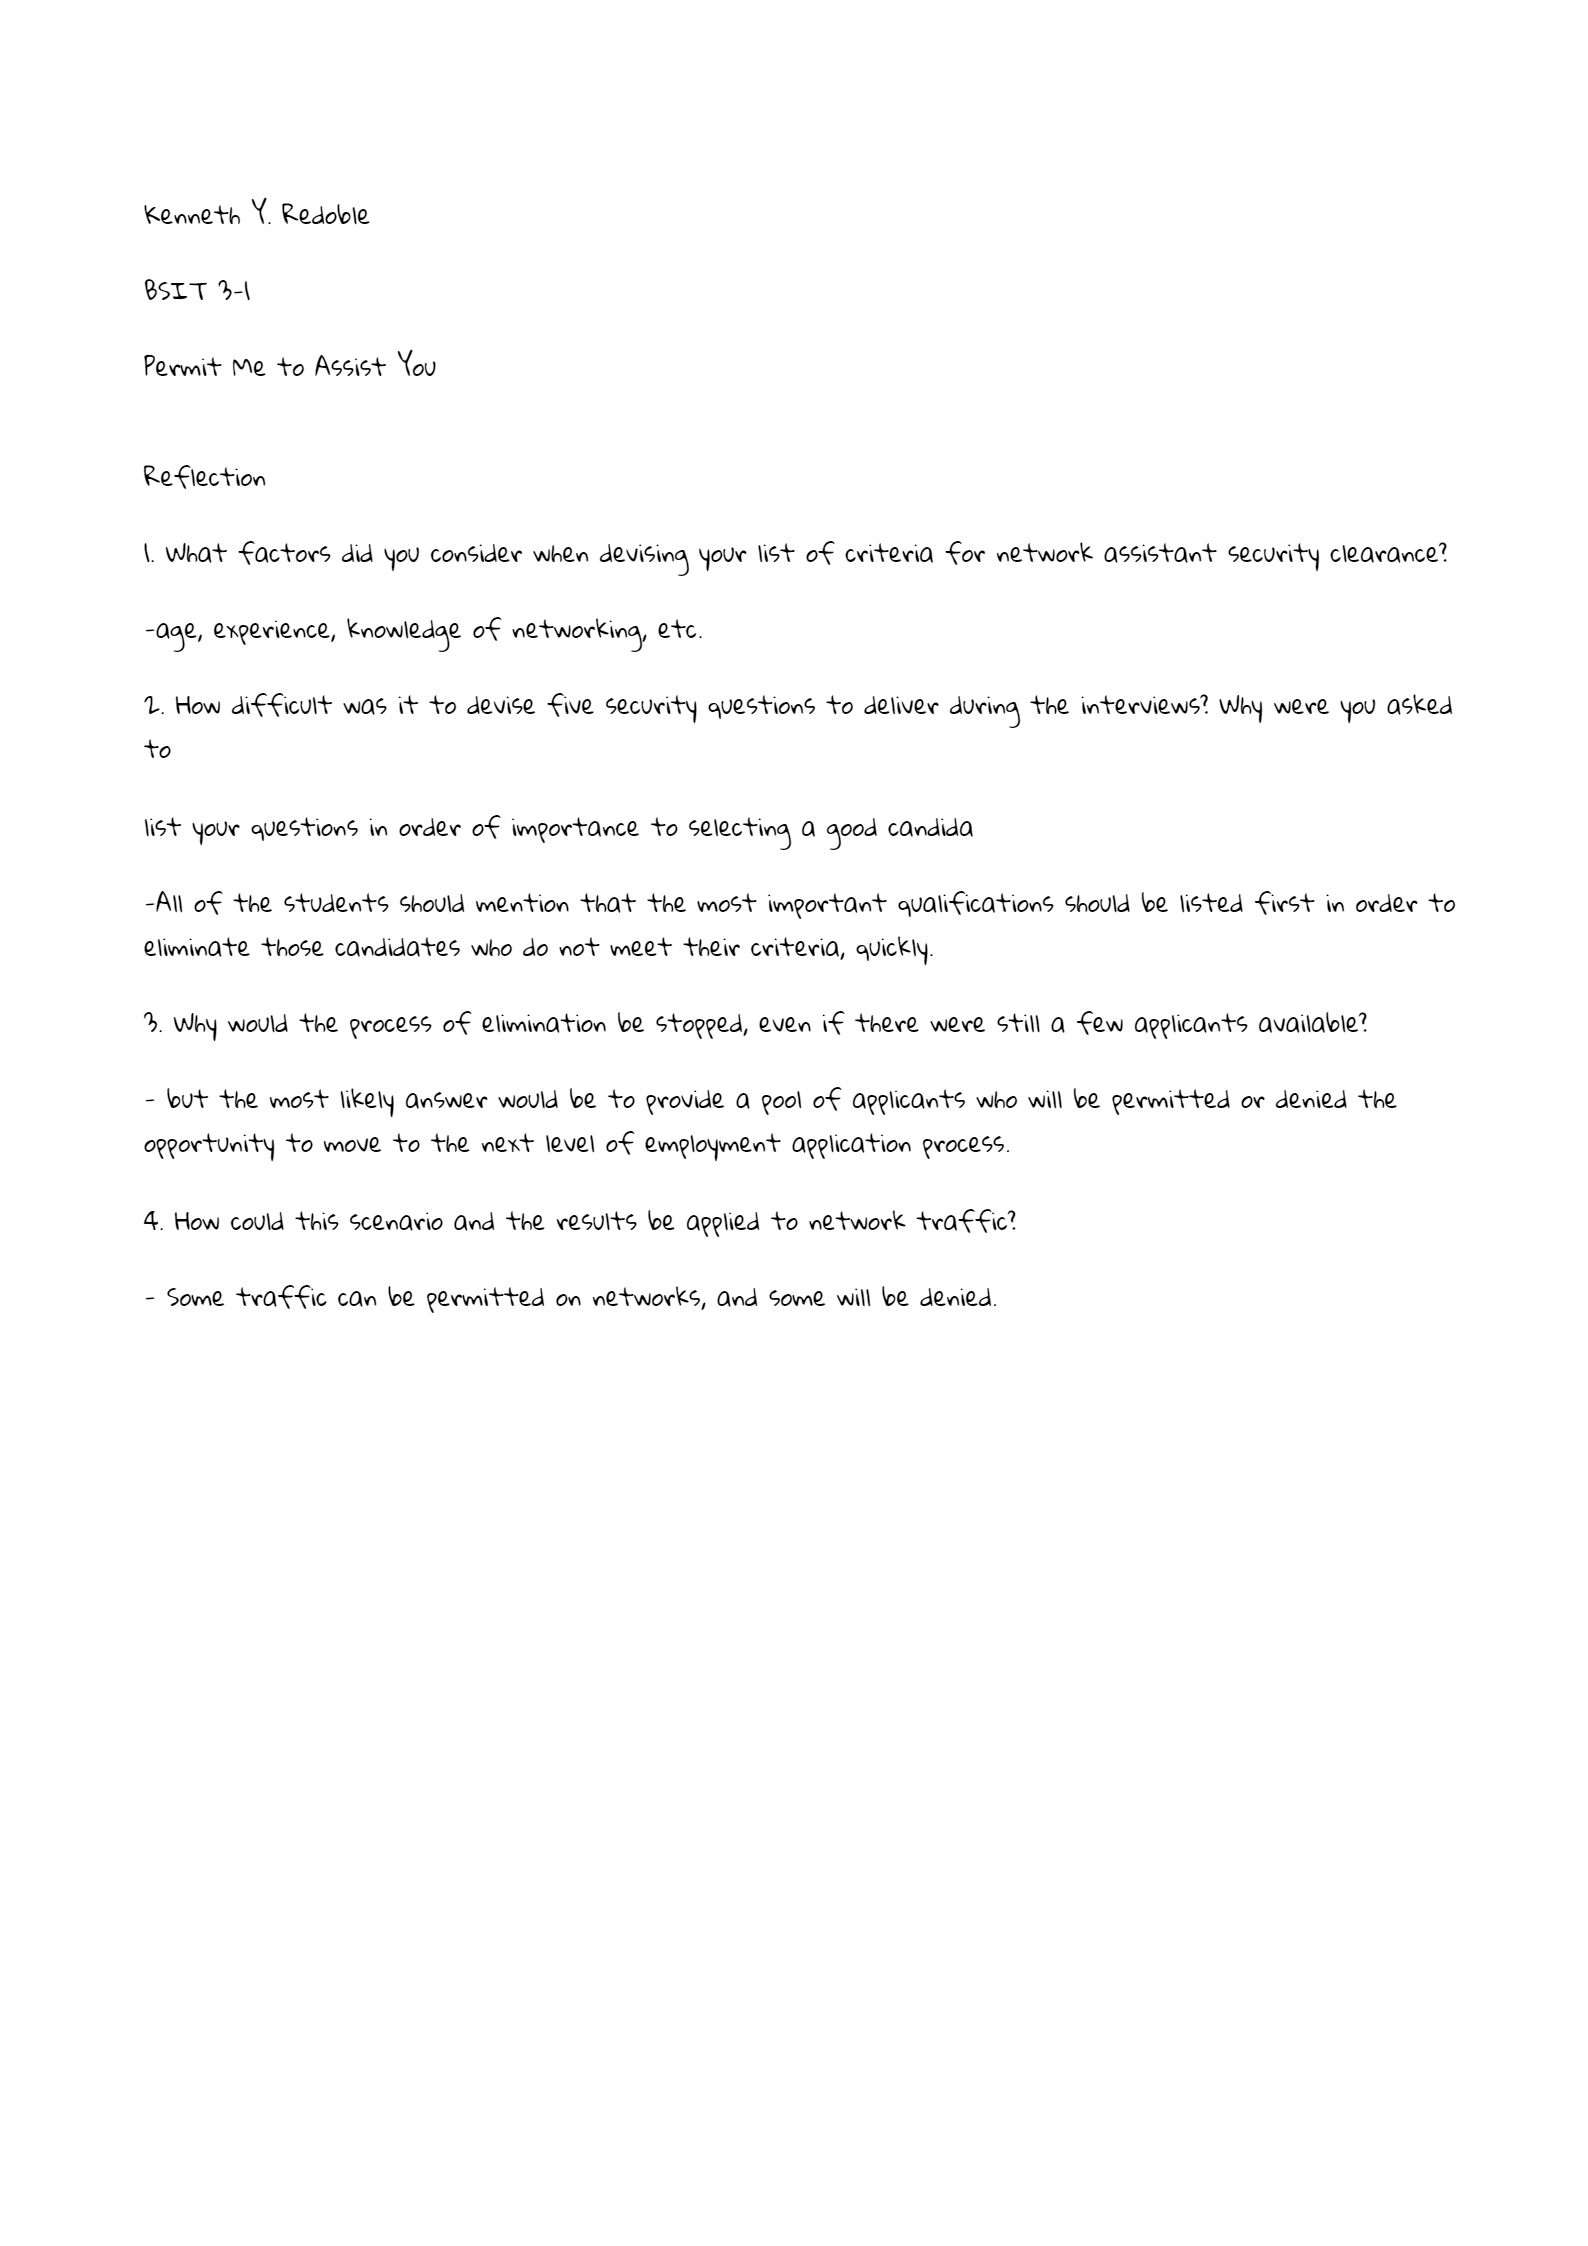 Kenneth Y. Redoble
BSIT 3-1
Permit Me to Assist You
Reflection
1. What factors did you consider when devising your list of criteria for network assistant security clearance?
-age, experience, knowledge of networking, etc.
2. How difficult was it to devise five security questions to deliver during the interviews? Why were you asked
to
list your questions in order of importance to selecting a good candida
-All of the students should mention that the most important qualifications should be listed first in order to
eliminate those candidates who do not meet their criteria, quickly.
3. Why would the process of elimination be stopped, even if there were still a few applicants available?
- but the most likely answer would be to provide a pool of applicants who will be permitted or denied the
opportunity to move to the next level of employment application process.
4. How could this scenario and the results be applied to network traffic?
- Some traffic can be permitted on networks, and some will be denied.